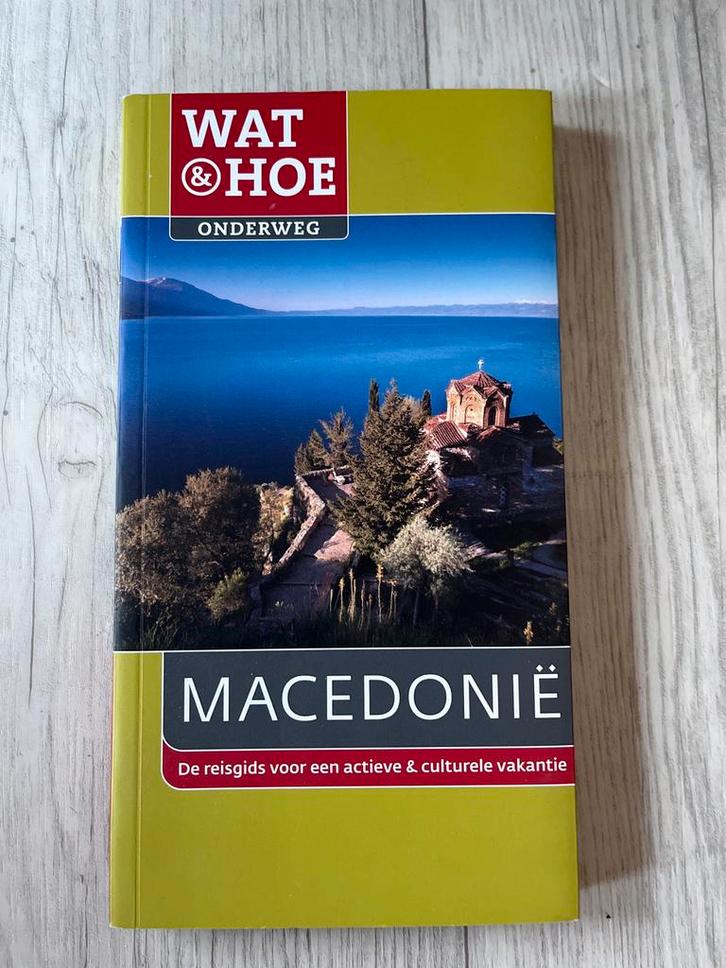 WAT
& HOE
ONDERWEG
MACEDONIË
De reisgids voor een actieve & culturele vakantie